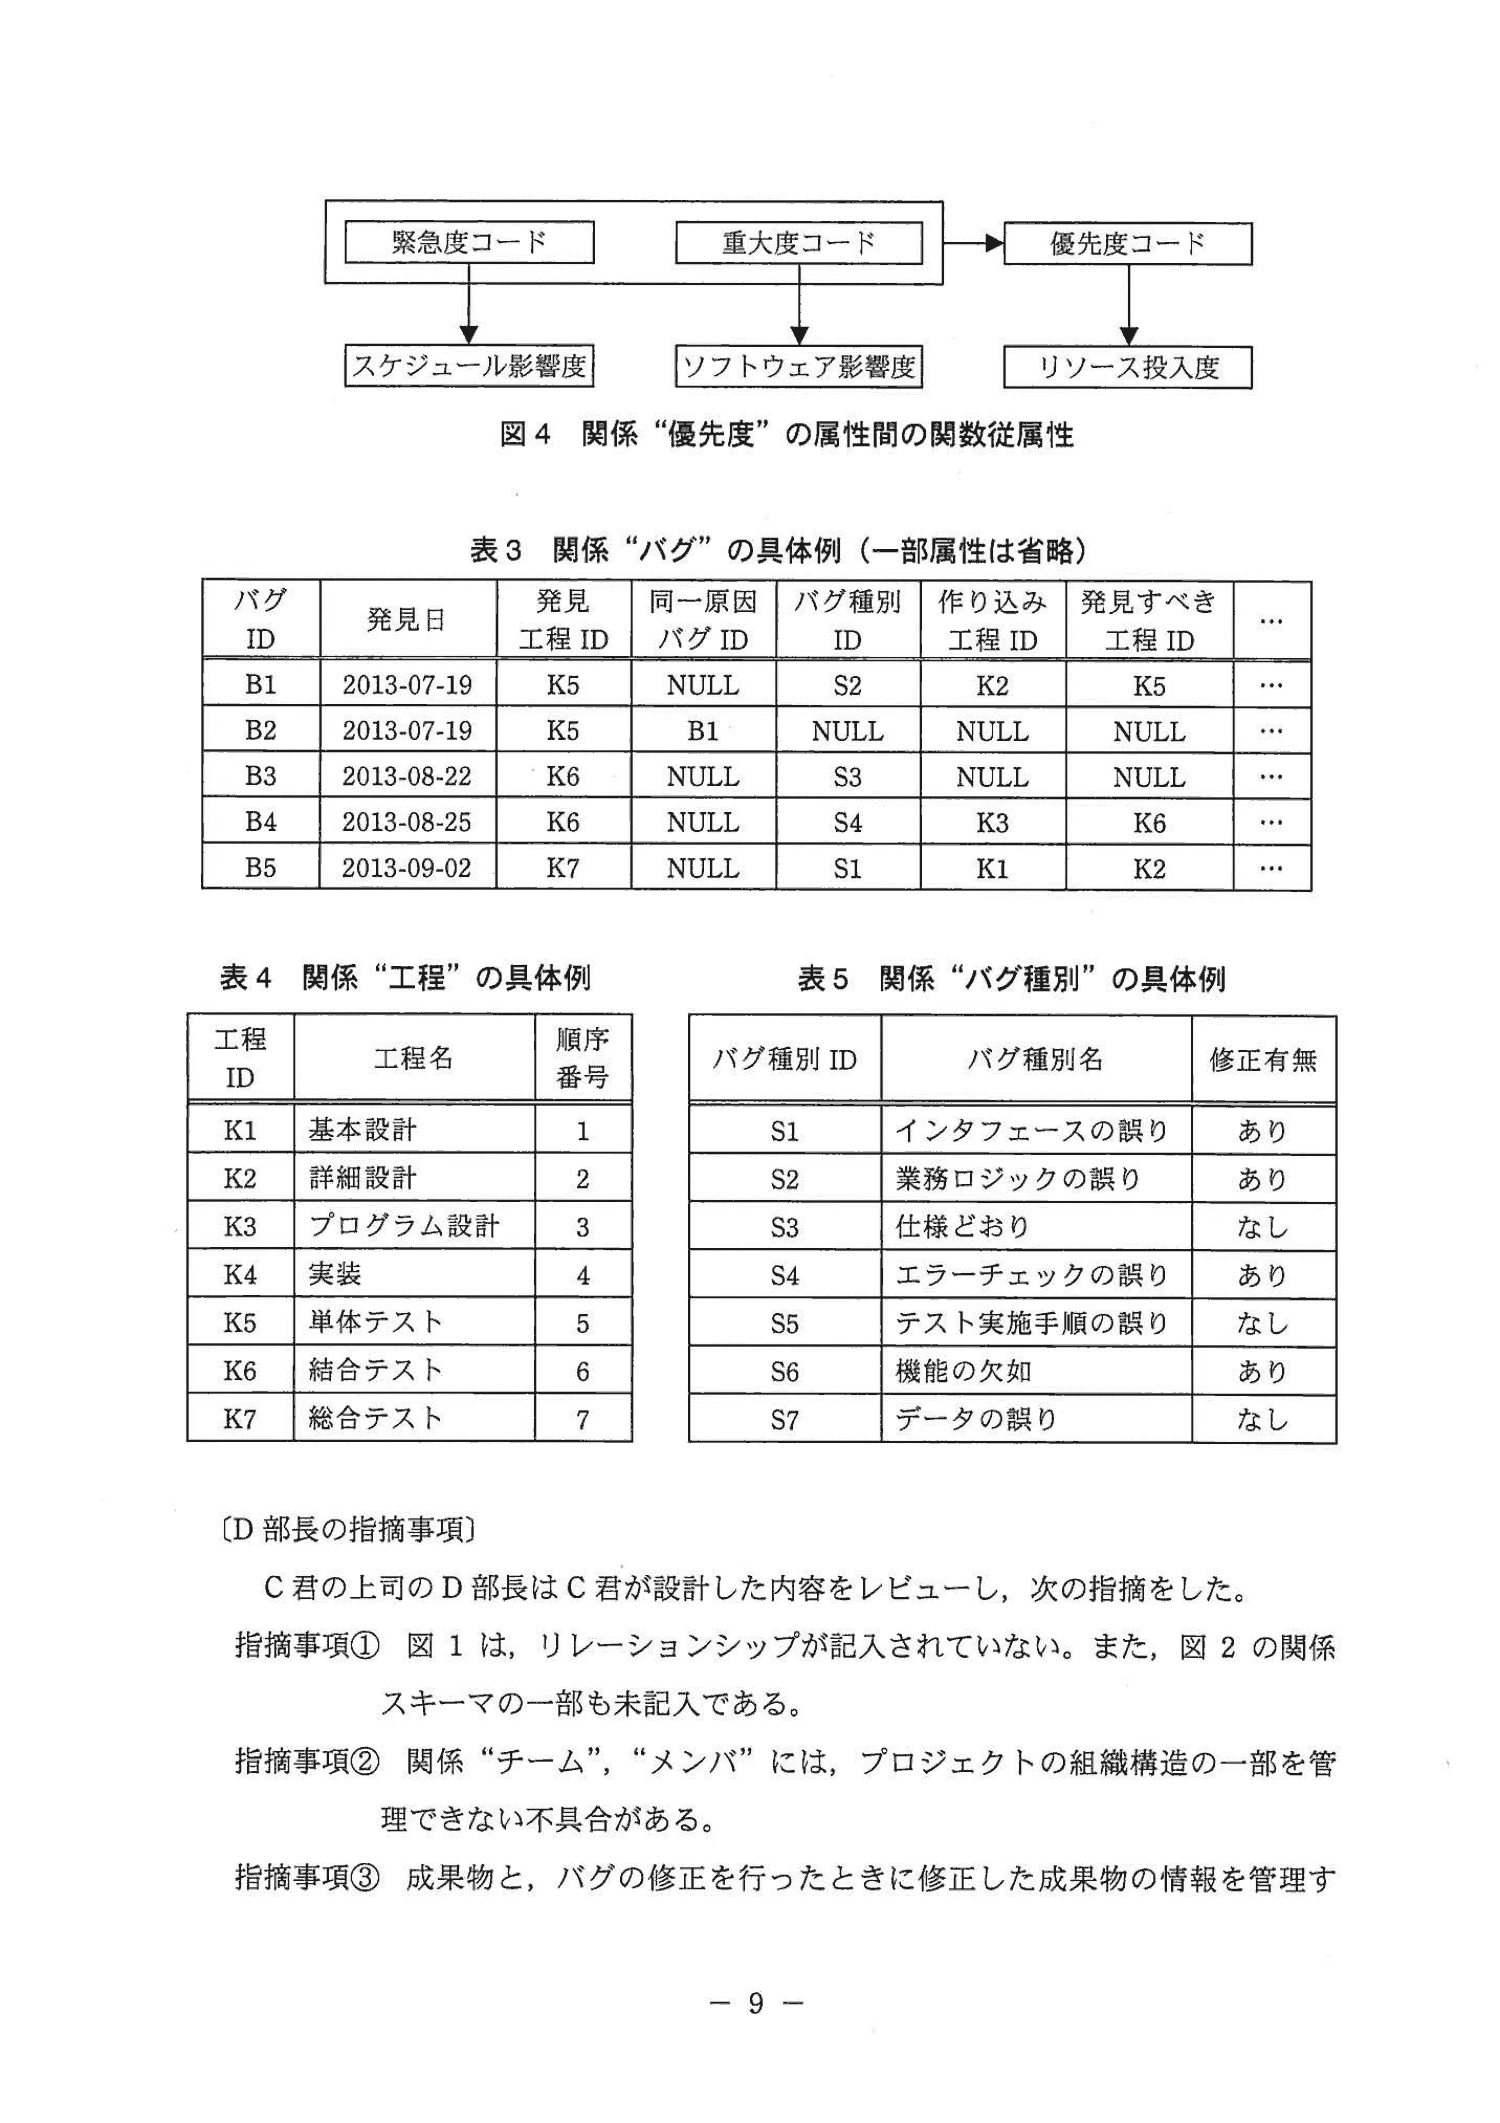 緊急度コード 重大度コード 優先度コード
スケジュール影響度 ソフトウェア影響度 リソース投入度
図4 関係“優先度”の属性間の関数従属性
表3 関係“バグ”の具体例（一部属性は省略）
バグID 発見日 発見工程ID 同一原因バグID バグ種別ID 作り込み工程ID 発見すべき工程ID …
B1 2013-07-19 K5 NULL S2 K2 K5 …
B2 2013-07-19 K5 B1 NULL NULL NULL …
B3 2013-08-22 K6 NULL S3 NULL NULL …
B4 2013-08-25 K6 NULL S4 K3 K6 …
B5 2013-09-02 K7 NULL S1 K1 K2 …
表4 関係“工程”の具体例
工程ID 工程名 順序番号
K1 基本設計 1
K2 詳細設計 2
K3 プログラム設計 3
K4 実装 4
K5 単体テスト 5
K6 結合テスト 6
K7 総合テスト 7
表5 関係“バグ種別”の具体例
バグ種別ID バグ種別名 修正有無
S1 インタフェースの誤り あり
S2 業務ロジックの誤り あり
S3 仕様どおり なし
S4 エラーチェックの誤り あり
S5 テスト実施手順の誤り なし
S6 機能の欠如 あり
S7 データの誤り なし
〔D部長の指摘事項〕
C君の上司のD部長はC君が設計した内容をレビューし，次の指摘をした。
指摘事項① 図1は，リレーションシップが記入されていない。また，図2の関係
スキーマの一部も未記入である。
指摘事項② 関係“チーム”，“メンバ”には，プロジェクトの組織構造の一部を管
理できない不具合がある。
指摘事項③ 成果物と，バグの修正を行ったときに修正した成果物の情報を管理す
－ 9 －